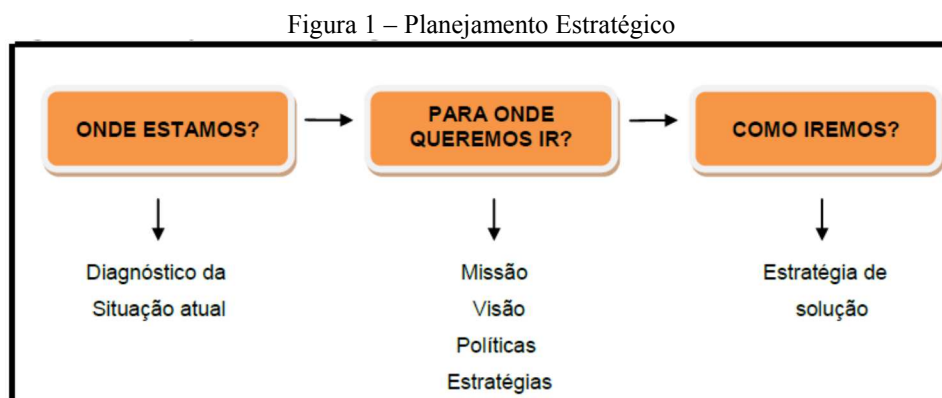 Figura 1 – Planejamento Estratégico
ONDE ESTAMOS?
PARA ONDE
QUEREMOS IR?
COMO IREMOS?
Diagnóstico da
Situação atual
Missão
Visão
Políticas
Estratégias
Estratégia de
solução